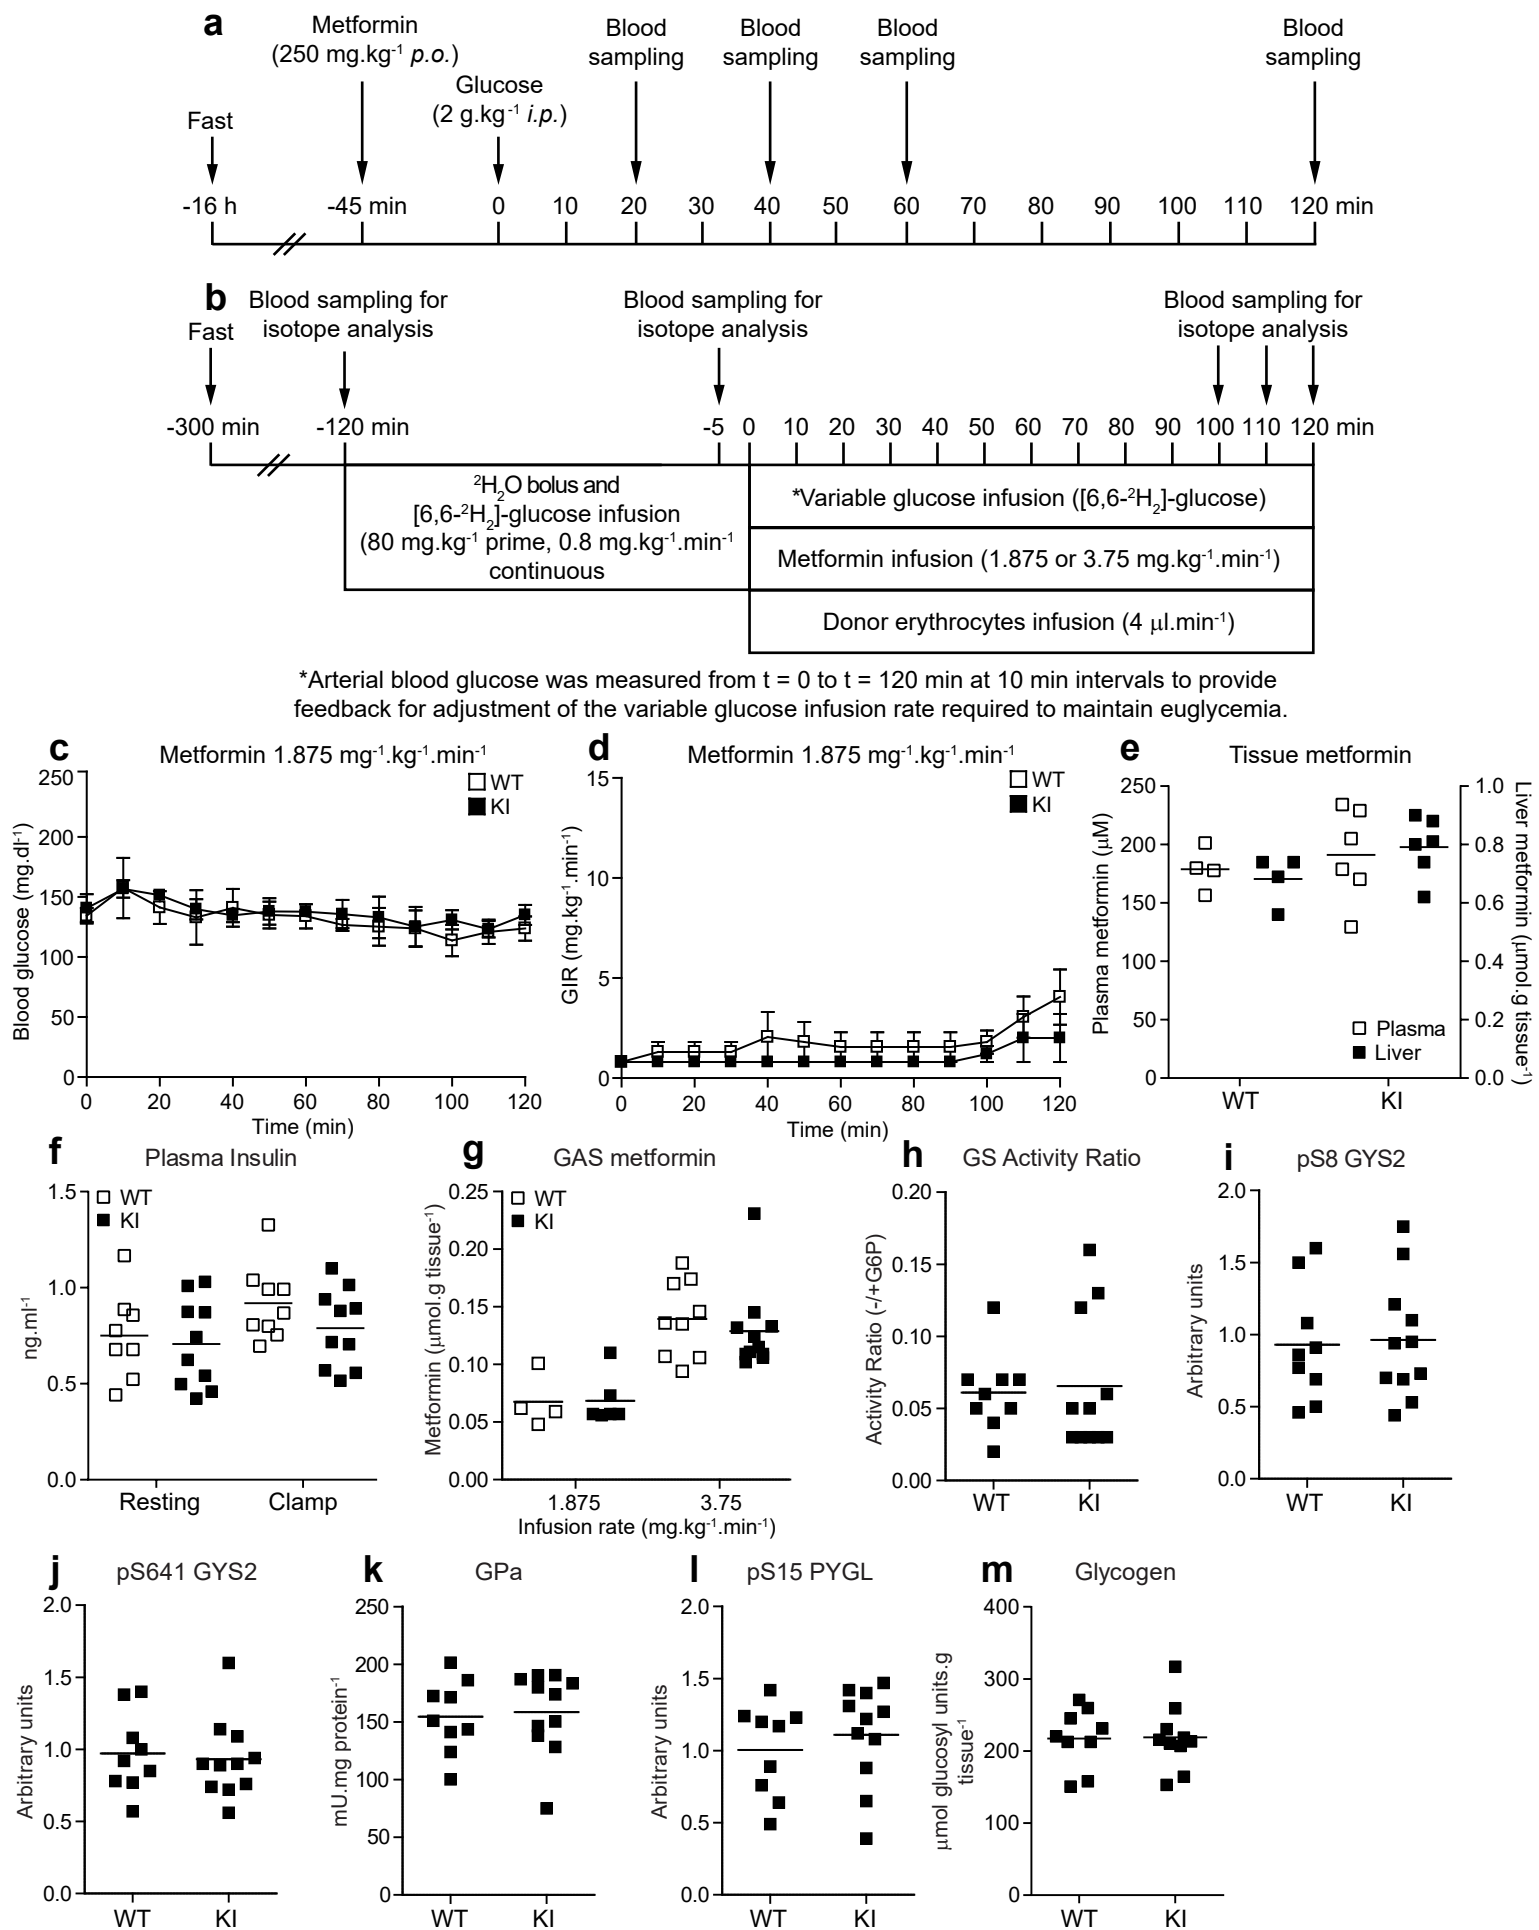 a
Metformin
(250 mg.kg⁻¹ p.o.)
Glucose
(2 g.kg⁻¹ i.p.)
Blood
sampling
Blood
sampling
Blood
sampling
Blood
sampling
Fast
-16 h
-45 min
0 10 20 30 40 50 60 70 80 90 100 110 120 min
b
Fast
Blood sampling for
isotope analysis
Blood sampling for
isotope analysis
Blood sampling for
isotope analysis
-300 min -120 min -5 0 10 20 30 40 50 60 70 80 90 100 110 120 min
²H₂O bolus and
[6,6-²H₂]-glucose infusion
(80 mg.kg⁻¹ prime, 0.8 mg.kg⁻¹.min⁻¹
continuous
*Variable glucose infusion ([6,6-²H₂]-glucose)
Metformin infusion (1.875 or 3.75 mg.kg⁻¹.min⁻¹)
Donor erythrocytes infusion (4 μl.min⁻¹)
*Arterial blood glucose was measured from t = 0 to t = 120 min at 10 min intervals to provide
feedback for adjustment of the variable glucose infusion rate required to maintain euglycemia.
c
Metformin 1.875 mg⁻¹.kg⁻¹.min⁻¹
WT
KI
Blood glucose (mg.dl⁻¹)
250
200
150
100
50
0
0 20 40 60 80 100 120
Time (min)
d
Metformin 1.875 mg⁻¹.kg⁻¹.min⁻¹
WT
KI
GIR (mg.kg⁻¹.min⁻¹)
15
10
5
0
0 20 40 60 80 100 120
Time (min)
e
Tissue metformin
Plasma metformin (μM)
250
200
150
100
50
0
1.0
0.8
0.6
0.4
0.2
0.0
Liver metformin (μmol.g tissue⁻¹)
Plasma
Liver
WT KI
f
Plasma Insulin
WT
KI
ng.ml⁻¹
1.5
1.0
0.5
0.0
Resting Clamp
g
GAS metformin
WT
KI
Metformin (μmol.g tissue⁻¹)
0.25
0.20
0.15
0.10
0.05
0.00
1.875 3.75
Infusion rate (mg.kg⁻¹.min⁻¹)
h
GS Activity Ratio
Activity Ratio (-/+G6P)
0.20
0.15
0.10
0.05
0.00
WT KI
i
pS8 GYS2
Arbitrary units
2.0
1.5
1.0
0.5
0.0
WT KI
j
pS641 GYS2
Arbitrary units
2.0
1.5
1.0
0.5
0.0
WT KI
k
GPa
mU.mg protein⁻¹
250
200
150
100
50
0
WT KI
l
pS15 PYGL
Arbitrary units
2.0
1.5
1.0
0.5
0.0
WT KI
m
Glycogen
μmol glucosyl units.g
tissue⁻¹
400
300
200
100
0
WT KI